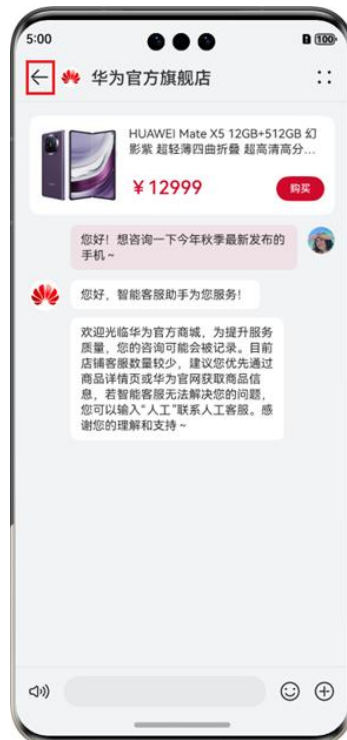 5:00
100
华为官方旗舰店
HUAWEI Mate X5 12GB+512GB 幻
影紫 超轻薄四曲折叠 超高清高分...
￥12999
购买
您好！想咨询一下今年秋季最新发布的
手机~
您好，智能客服助手为您服务！
欢迎光临华为官方商城，为提升服务
质量，您的咨询可能会被记录。目前
店铺客服数量较少，建议您优先通过
商品详情页或华为官网获取商品信
息，若智能客服无法解决您的问题，
您可以输入“人工”联系人工客服。感
谢您的理解和支持~